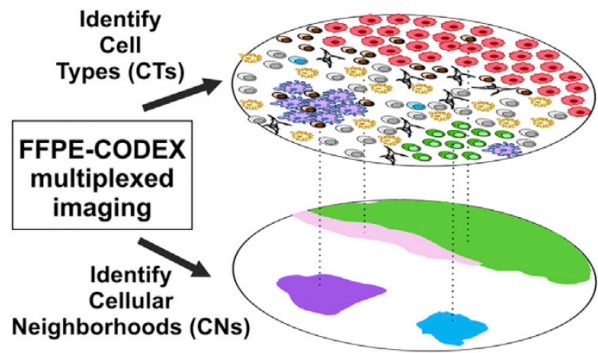 Identify
Cell
Types (CTs)
FFPE-CODEX
multiplexed
imaging
Identify
Cellular
Neighborhoods (CNs)